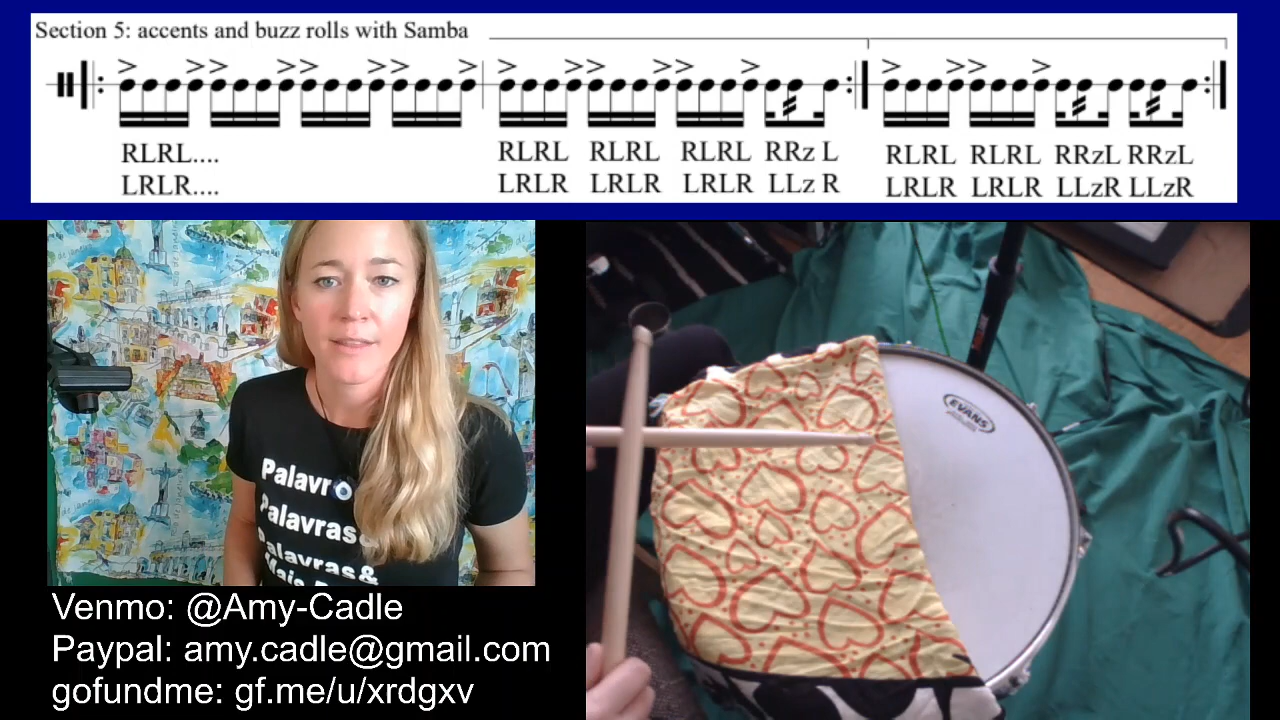 Section 5: accents and buzz rolls with Samba
RLRL.... RLRL RLRL RLRL RRz L RLRL RLRL RRzL RRzL
LRLR.... LRLR LRLR LRLR LLz R LRLR LRLR LLzR LLzR
EVANS
Palavr
Palavras
Palavras&
Venmo: @Amy-Cadle
Paypal: amy.cadle@gmail.com
gofundme: gf.me/u/xrdgxv